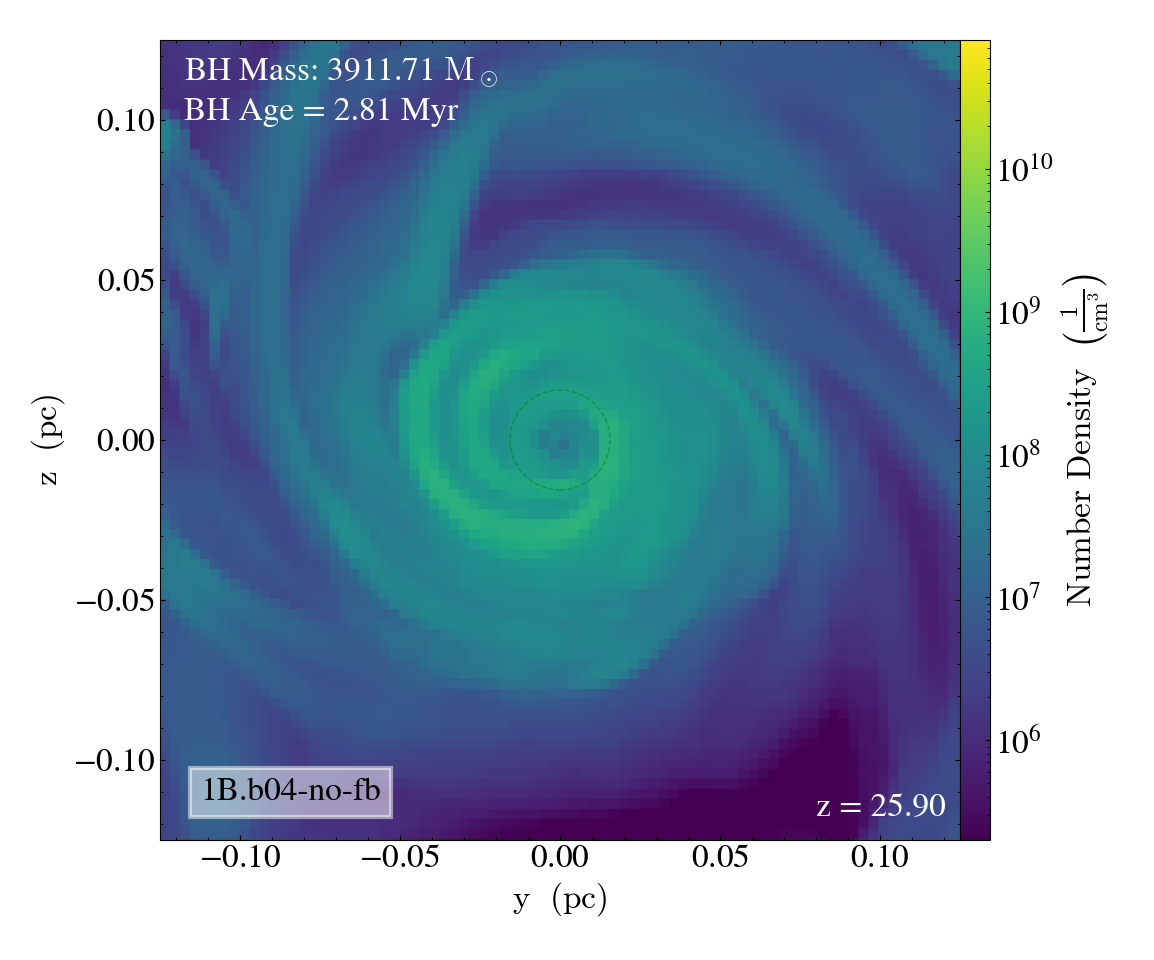 BH Mass: 3911.71 M⊙
BH Age = 2.81 Myr
0.10
0.05
0.00
−0.05
−0.10
z (pc)
1B.b04-no-fb
z = 25.90
−0.10 −0.05 0.00 0.05 0.10
y (pc)
10¹⁰
10⁹
10⁸
10⁷
10⁶
Number Density (1/cm³)